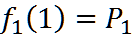 f₁(1) = P₁